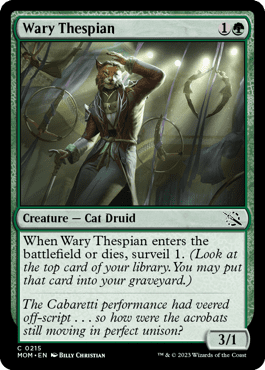 Wary Thespian 1
Creature — Cat Druid
When Wary Thespian enters the
battlefield or dies, surveil 1. (Look at
the top card of your library. You may put
that card into your graveyard.)
The Cabaretti performance had veered
off-script . . . so how were the acrobats
still moving in perfect unison?
3/1
C 0215
MOM • EN BILLY CHRISTIAN
™ & © 2023 Wizards of the Coast